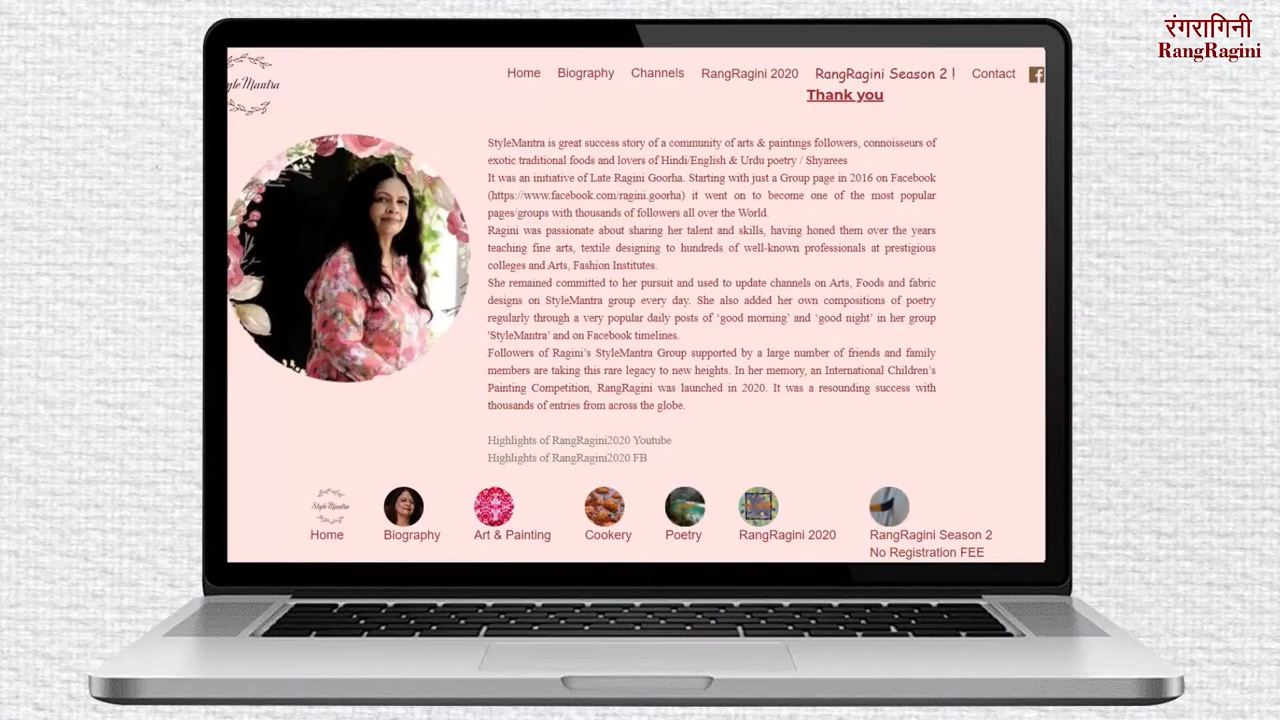 रंगरागिनी
RangRagini
yleMantra
Home Biography Channels RangRagini 2020 RangRagini Season 2 ! Contact
Thank you
StyleMantra is great success story of a community of arts & paintings followers, connoisseurs of
exotic traditional foods and lovers of Hindi/English & Urdu poetry / Shyarees
It was an initiative of Late Ragini Goorha. Starting with just a Group page in 2016 on Facebook
(https://www.facebook.com/ragini.goorha) it went on to become one of the most popular
pages/groups with thousands of followers all over the World.
Ragini was passionate about sharing her talent and skills, having honed them over the years
teaching fine arts, textile designing to hundreds of well-known professionals at prestigious
colleges and Arts, Fashion Institutes.
She remained committed to her pursuit and used to update channels on Arts, Foods and fabric
designs on StyleMantra group every day. She also added her own compositions of poetry
regularly through a very popular daily posts of ‘good morning’ and ‘good night’ in her group
'StyleMantra’ and on Facebook timelines.
Followers of Ragini’s StyleMantra Group supported by a large number of friends and family
members are taking this rare legacy to new heights. In her memory, an International Children’s
Painting Competition, RangRagini was launched in 2020. It was a resounding success with
thousands of entries from across the globe.
Highlights of RangRagini2020 Youtube
Highlights of RangRagini2020 FB
Style Mantra
Home Biography Art & Painting Cookery Poetry RangRagini 2020 RangRagini Season 2
No Registration FEE